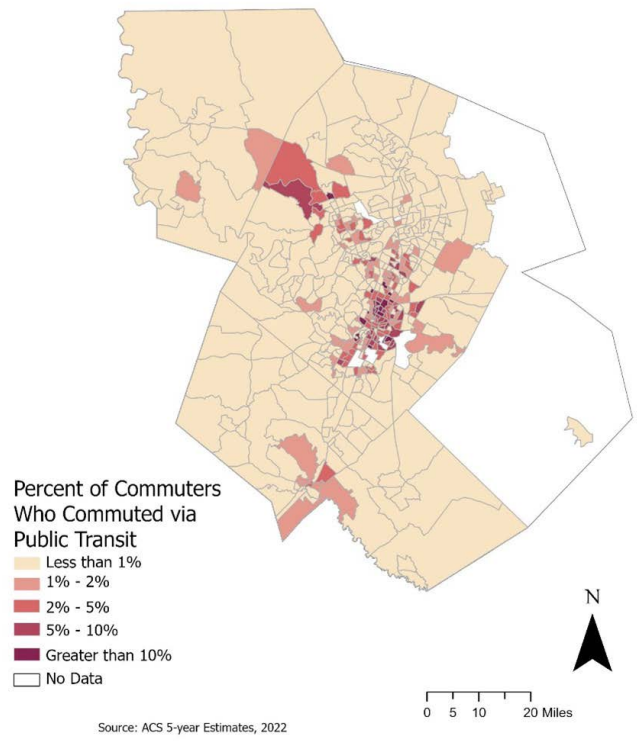 Percent of Commuters
Who Commuted via
Public Transit
Less than 1%
1% - 2%
2% - 5%
5% - 10%
Greater than 10%
No Data
N
0 5 10 20 Miles
Source: ACS 5-year Estimates, 2022